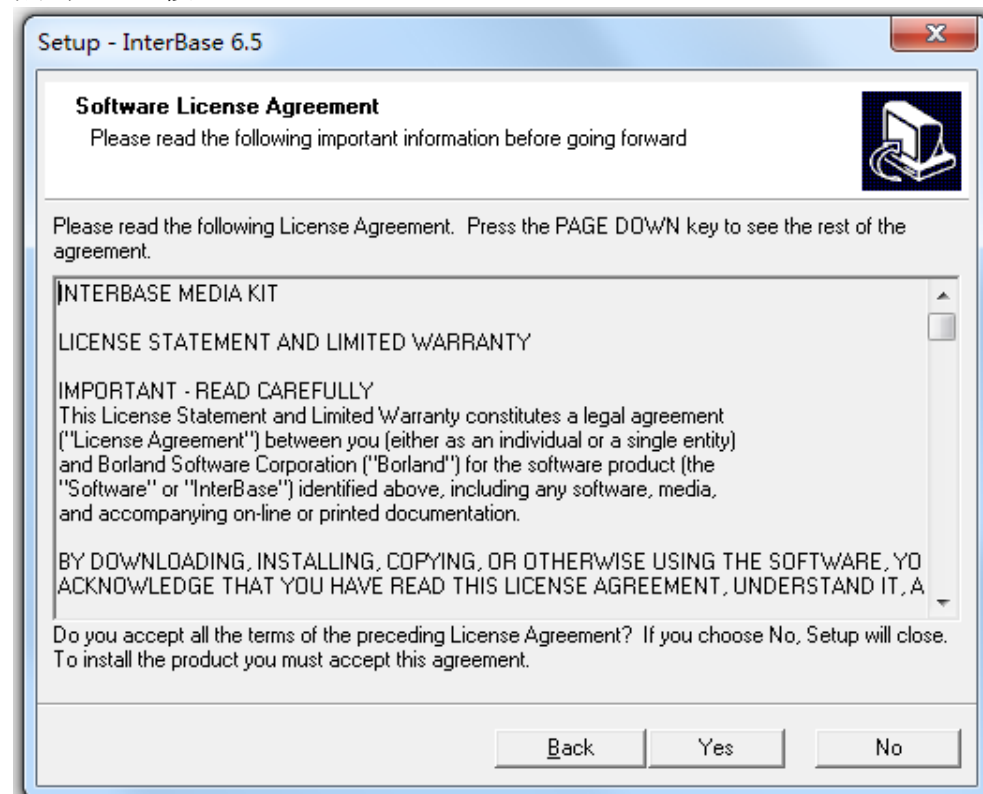 Setup - InterBase 6.5
Software License Agreement
Please read the following important information before going forward
Please read the following License Agreement. Press the PAGE DOWN key to see the rest of the
agreement.
INTERBASE MEDIA KIT
LICENSE STATEMENT AND LIMITED WARRANTY
IMPORTANT - READ CAREFULLY
This License Statement and Limited Warranty constitutes a legal agreement
("License Agreement") between you (either as an individual or a single entity)
and Borland Software Corporation ("Borland") for the software product (the
"Software" or "InterBase") identified above, including any software, media,
and accompanying on-line or printed documentation.
BY DOWNLOADING, INSTALLING, COPYING, OR OTHERWISE USING THE SOFTWARE, YO
ACKNOWLEDGE THAT YOU HAVE READ THIS LICENSE AGREEMENT, UNDERSTAND IT, A
Do you accept all the terms of the preceding License Agreement? If you choose No, Setup will close.
To install the product you must accept this agreement.
Back
Yes
No